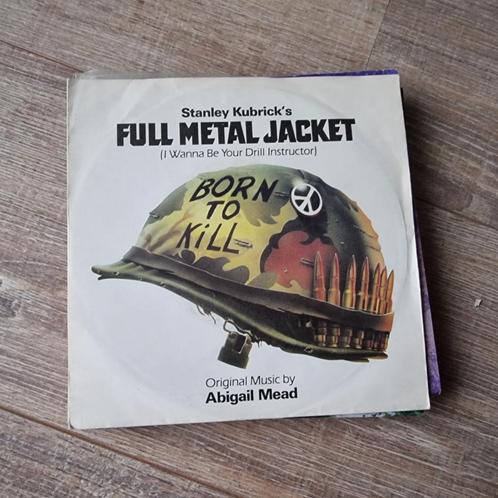 Stanley Kubrick's
FULL METAL JACKET
(I Wanna Be Your Drill Instructor)
BORN
TO
KiLL
Original Music by
Abigail Mead